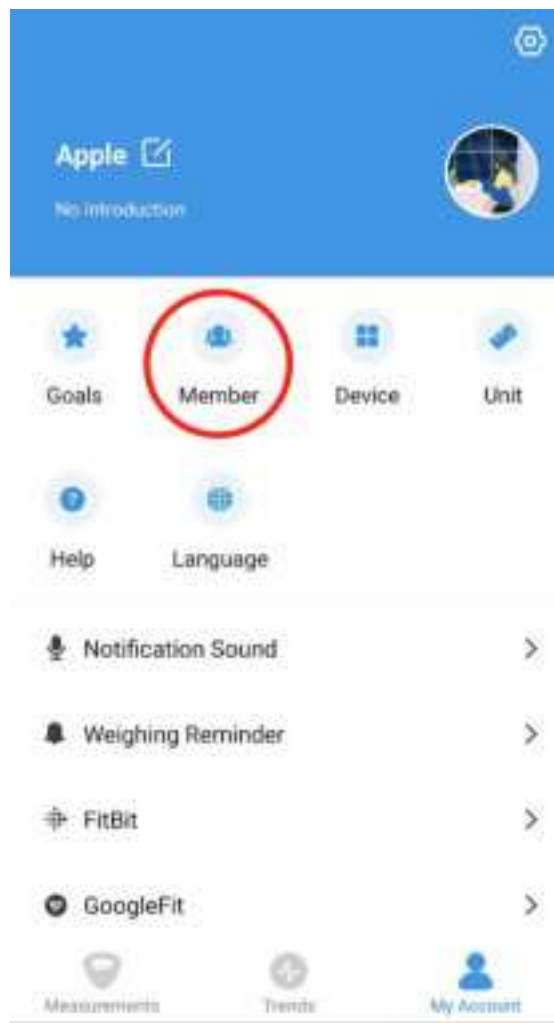 Apple
No introduction
Goals Member Device Unit
Help Language
Notification Sound
Weighing Reminder
FitBit
GoogleFit
Measurements Trends My Account